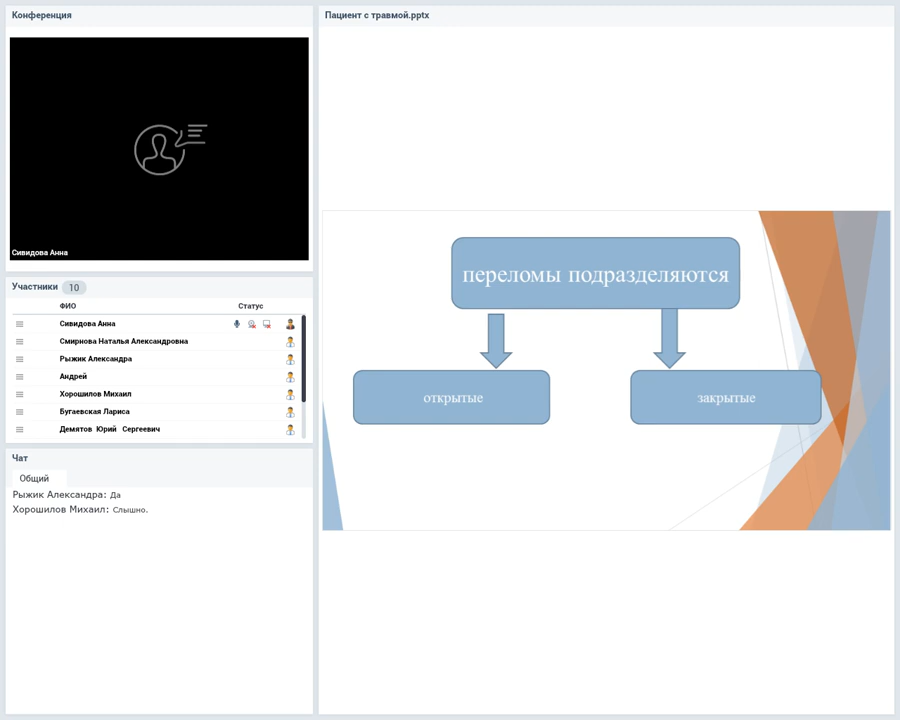 Конференция
Сивидова Анна
Участники 10
ФИО Статус
Сивидова Анна
Смирнова Наталья Александровна
Рыжик Александра
Андрей
Хорошилов Михаил
Бугаевская Лариса
Демятов Юрий Сергеевич
Чат
Общий
Рыжик Александра: Да
Хорошилов Михаил: Слышно.
Пациент с травмой.pptx
переломы подразделяются
открытые
закрытые